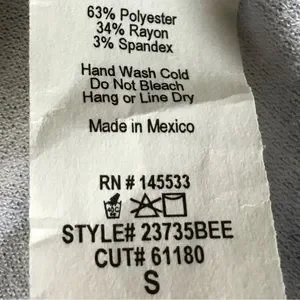 63% Polyester
34% Rayon
3% Spandex
Hand Wash Cold
Do Not Bleach
Hang or Line Dry
Made in Mexico
RN # 145533
STYLE# 23735BEE
CUT# 61180
S